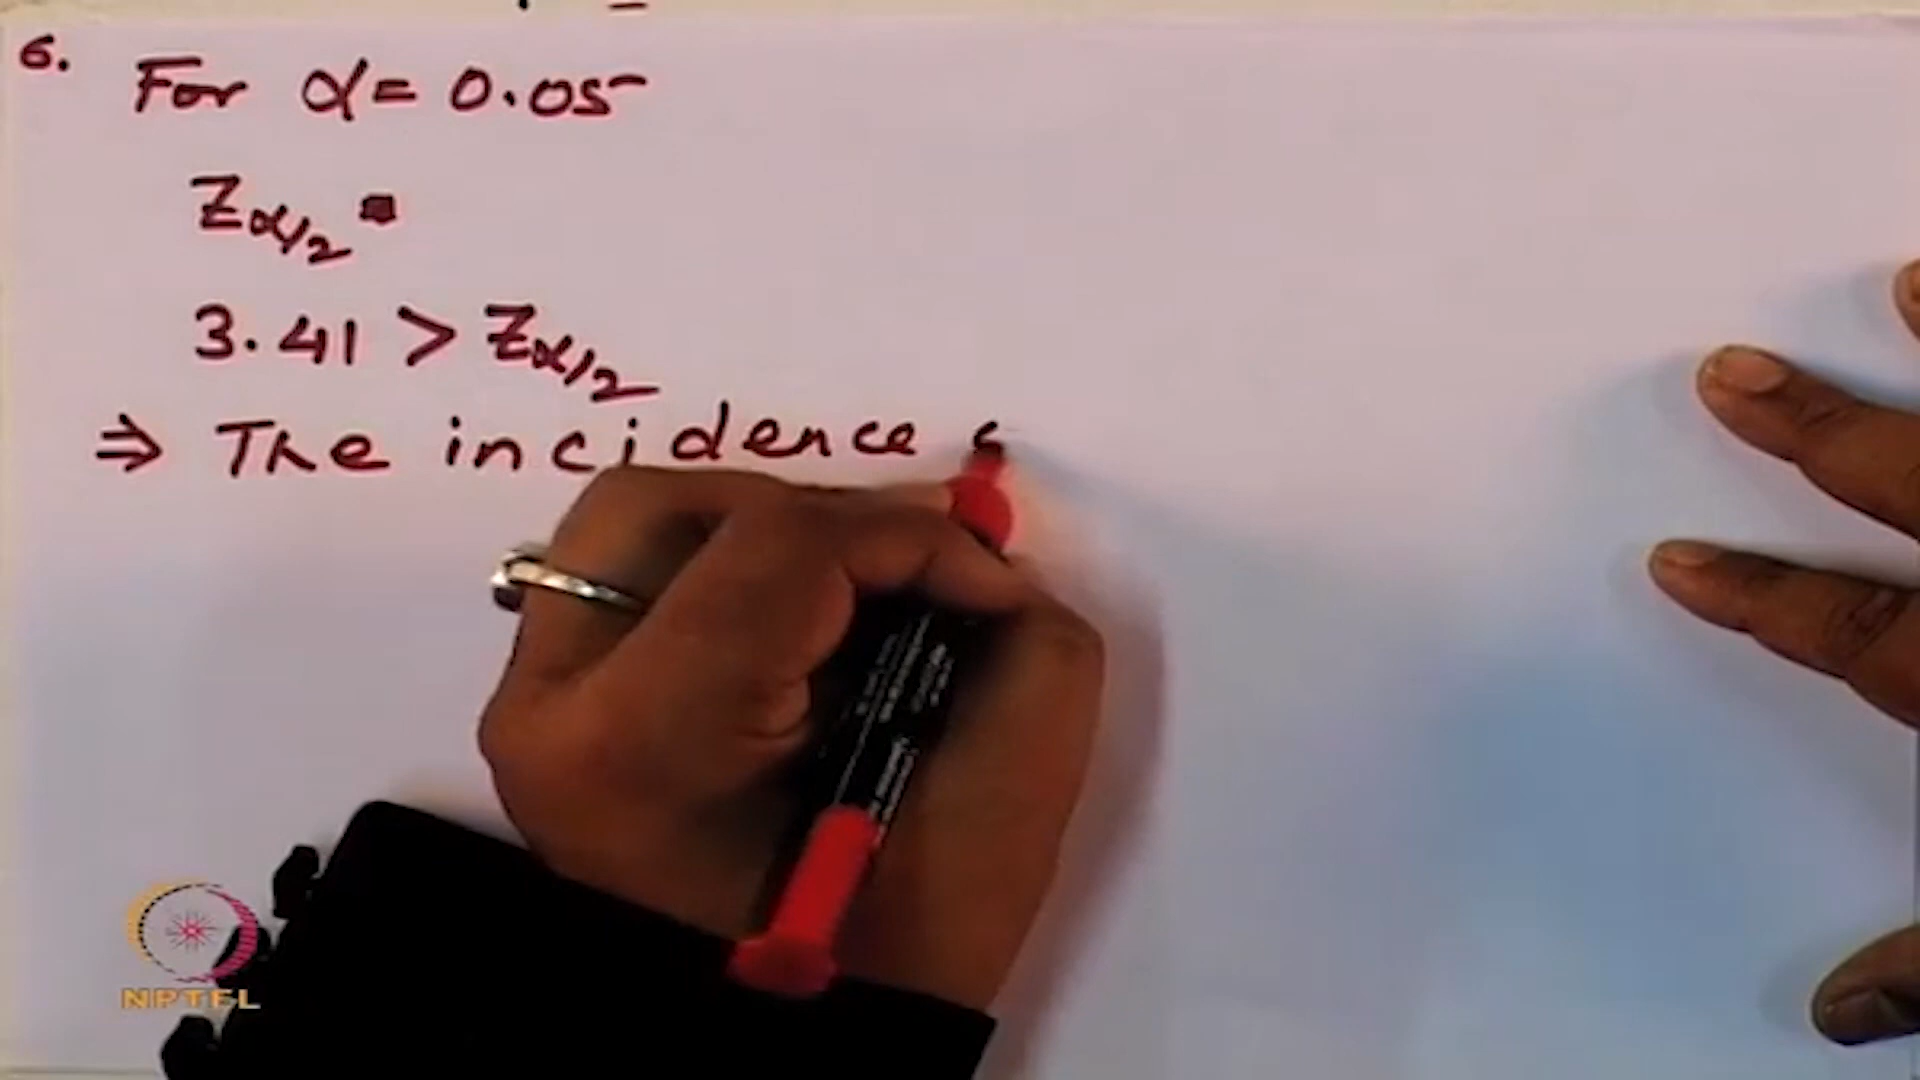 6. For α = 0.05
Zα/2
3.41 > Zα/2
⇒ The incidence
NPTEL